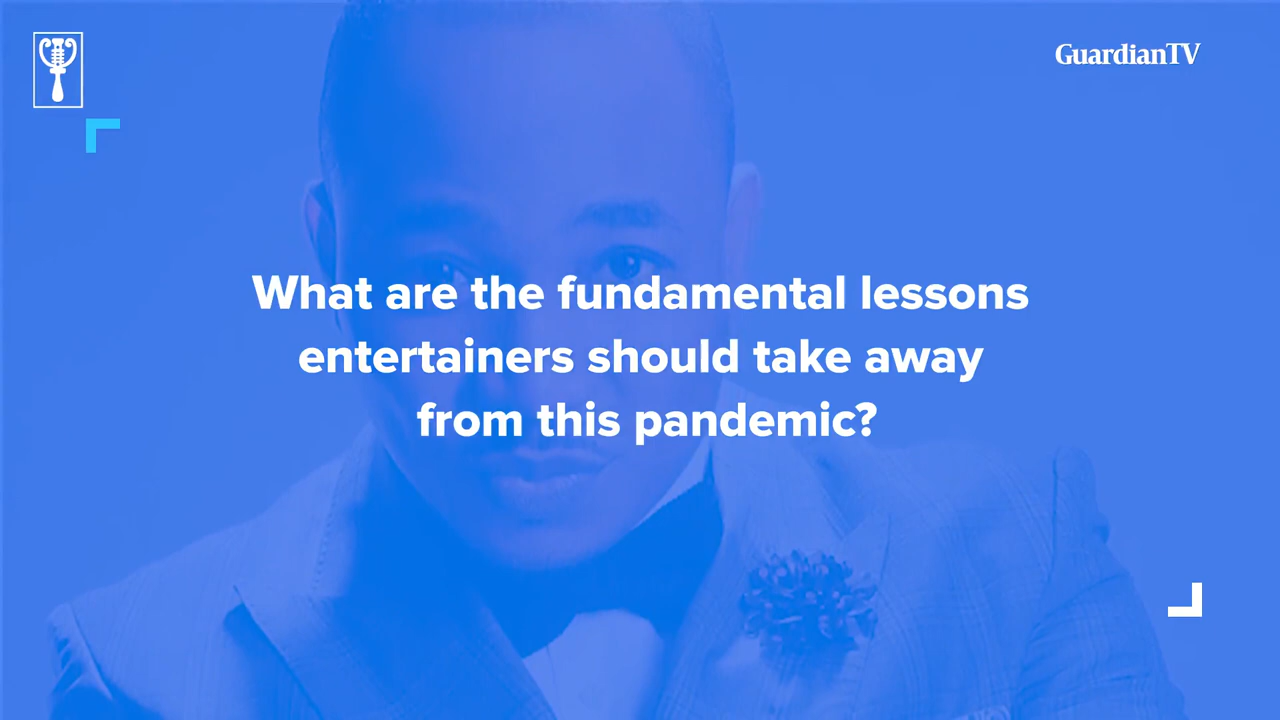 GuardianTV
What are the fundamental lessons
entertainers should take away
from this pandemic?